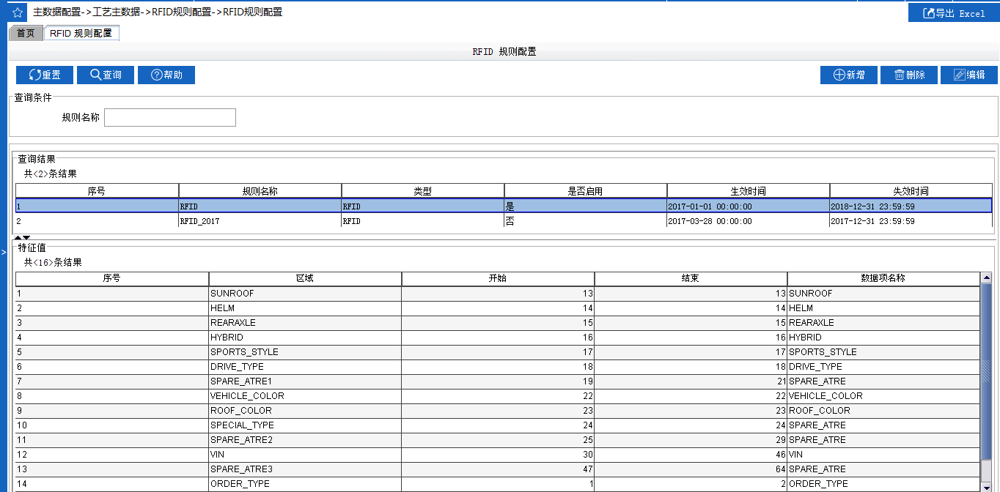 主数据配置->工艺主数据->RFID规则配置->RFID规则配置
导出 Excel
首页 RFID 规则配置
RFID 规则配置
重置 查询 帮助 新增 删除 编辑
查询条件
规则名称
查询结果
共<2>条结果
序号 规则名称 类型 是否启用 生效时间 失效时间
1 RFID RFID 是 2017-01-01 00:00:00 2018-12-31 23:59:59
2 RFID_2017 RFID 否 2017-03-28 00:00:00 2017-12-31 23:59:59
特征值
>
共<16>条结果
序号 区域 开始 结束 数据项名称
1 SUNROOF 13 13 SUNROOF
2 HELM 14 14 HELM
3 REARAXLE 15 15 REARAXLE
4 HYBRID 16 16 HYBRID
5 SPORTS_STYLE 17 17 SPORTS_STYLE
6 DRIVE_TYPE 18 18 DRIVE_TYPE
7 SPARE_ATRE1 19 21 SPARE_ATRE
8 VEHICLE_COLOR 22 22 VEHICLE_COLOR
9 ROOF_COLOR 23 23 ROOF_COLOR
10 SPECIAL_TYPE 24 24 SPARE_ATRE
11 SPARE_ATRE2 25 29 SPARE_ATRE
12 VIN 30 46 VIN
13 SPARE_ATRE3 47 64 SPARE_ATRE
14 ORDER_TYPE 1 2 ORDER_TYPE